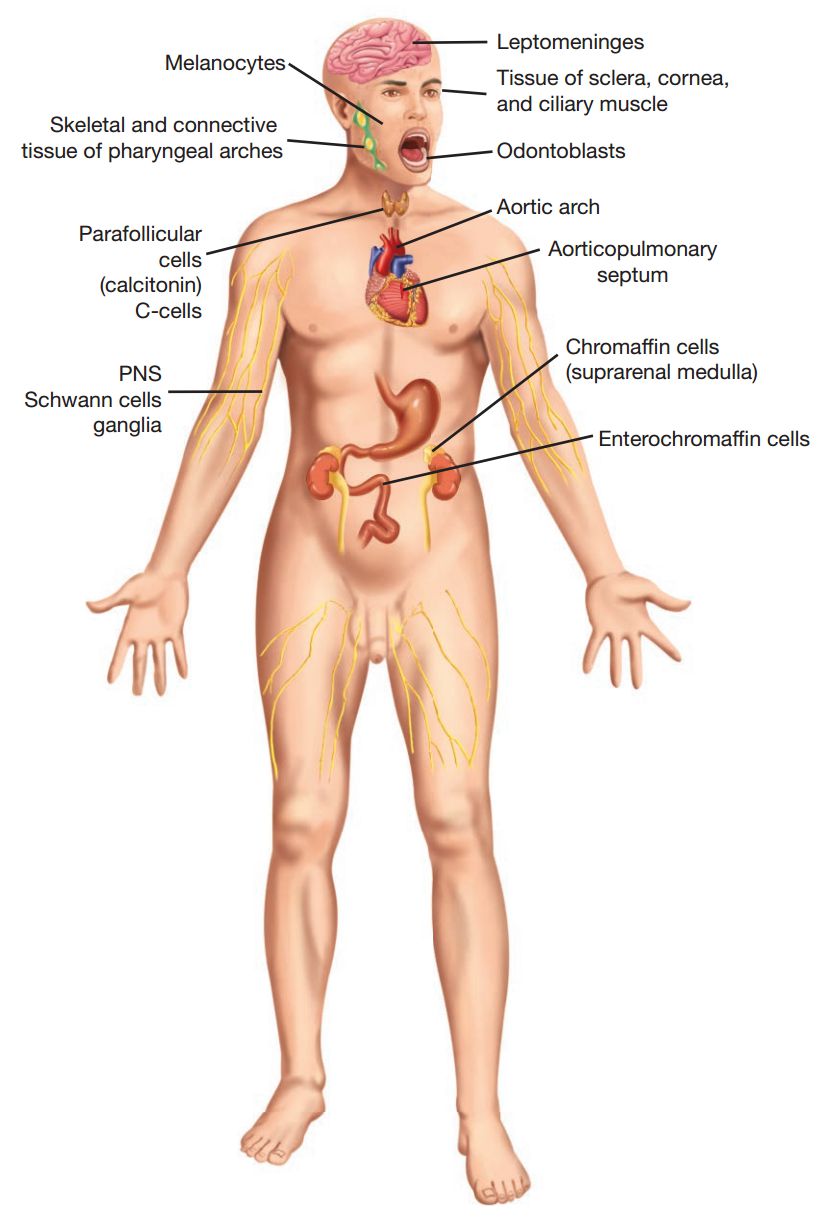 Leptomeninges
Melanocytes
Tissue of sclera, cornea,
and ciliary muscle
Skeletal and connective
tissue of pharyngeal arches
Odontoblasts
Aortic arch
Parafollicular
cells
(calcitonin)
C-cells
Aorticopulmonary
septum
Chromaffin cells
(suprarenal medulla)
PNS
Schwann cells
ganglia
Enterochromaffin cells